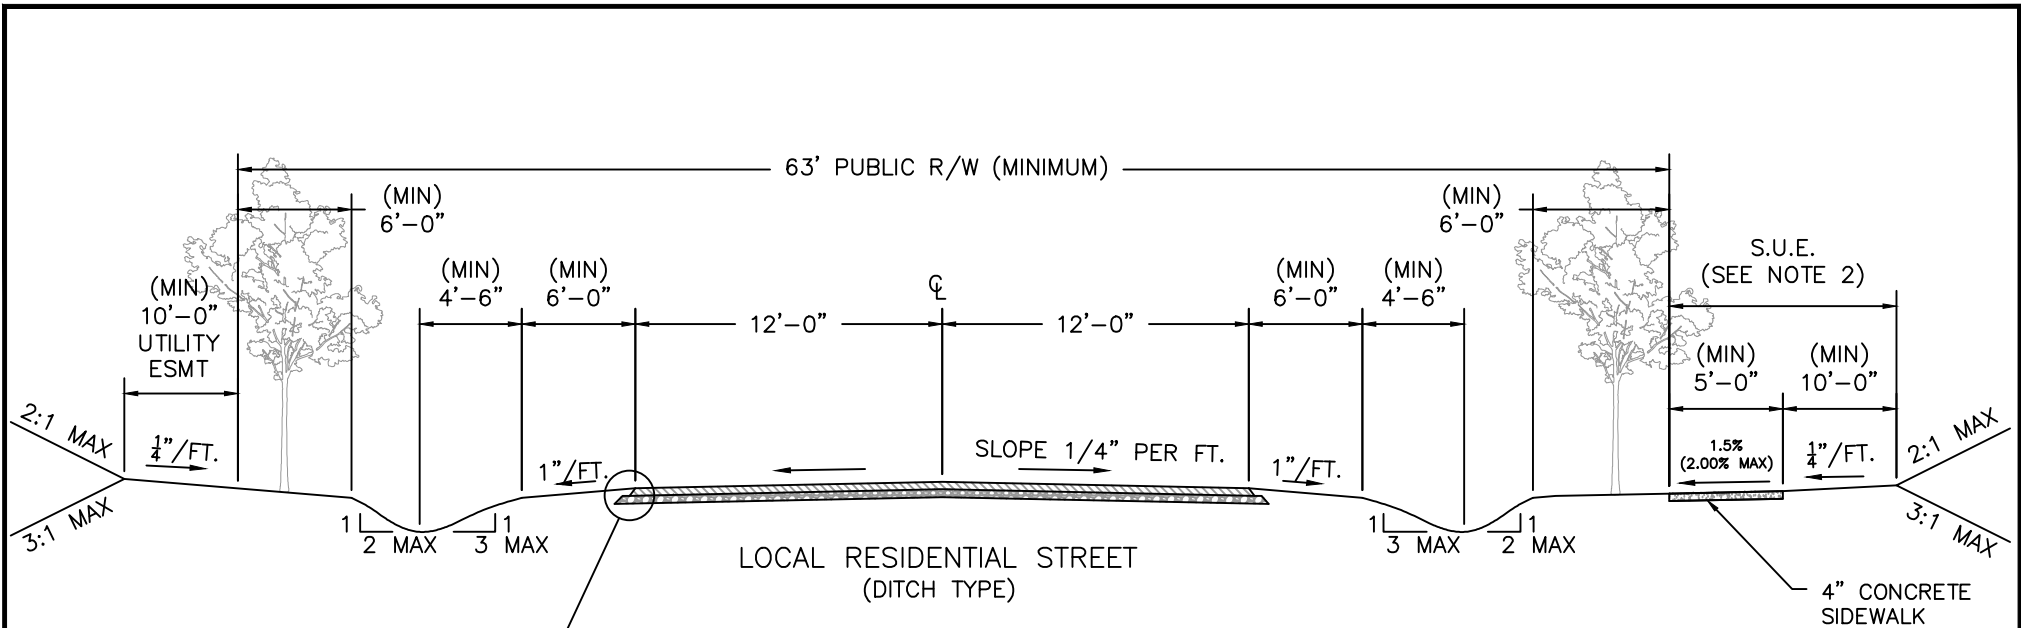 63' PUBLIC R/W (MINIMUM)
(MIN)
6'-0"
(MIN)
6'-0"
S.U.E.
(SEE NOTE 2)
(MIN)
10'-0"
UTILITY
ESMT
(MIN)
4'-6"
(MIN)
6'-0"
℄
12'-0"
12'-0"
(MIN)
6'-0"
(MIN)
4'-6"
(MIN)
5'-0"
(MIN)
10'-0"
2:1 MAX
3:1 MAX
1/4"/FT.
1"/FT.
SLOPE 1/4" PER FT.
1"/FT.
1.5%
(2.00% MAX)
1/4"/FT.
2:1 MAX
3:1 MAX
1
2 MAX
1
3 MAX
1
3 MAX
1
2 MAX
LOCAL RESIDENTIAL STREET
(DITCH TYPE)
4" CONCRETE
SIDEWALK